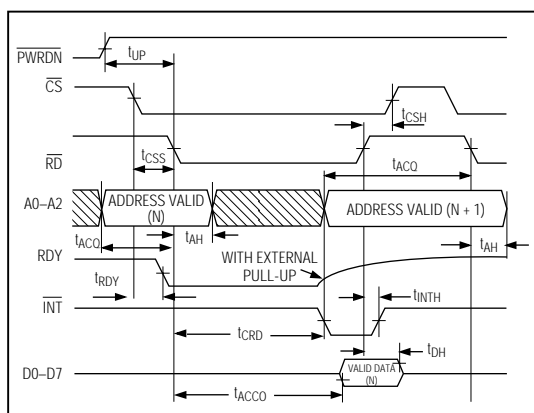 PWRDN
tUP
CS
tCSH
RD
tCSS
tACQ
A0–A2
ADDRESS VALID
(N)
ADDRESS VALID (N + 1)
tACQ
tAH
tAH
RDY
WITH EXTERNAL
PULL-UP
tRDY
tINTH
INT
tCRD
tDH
D0–D7
VALID DATA
(N)
tACCO